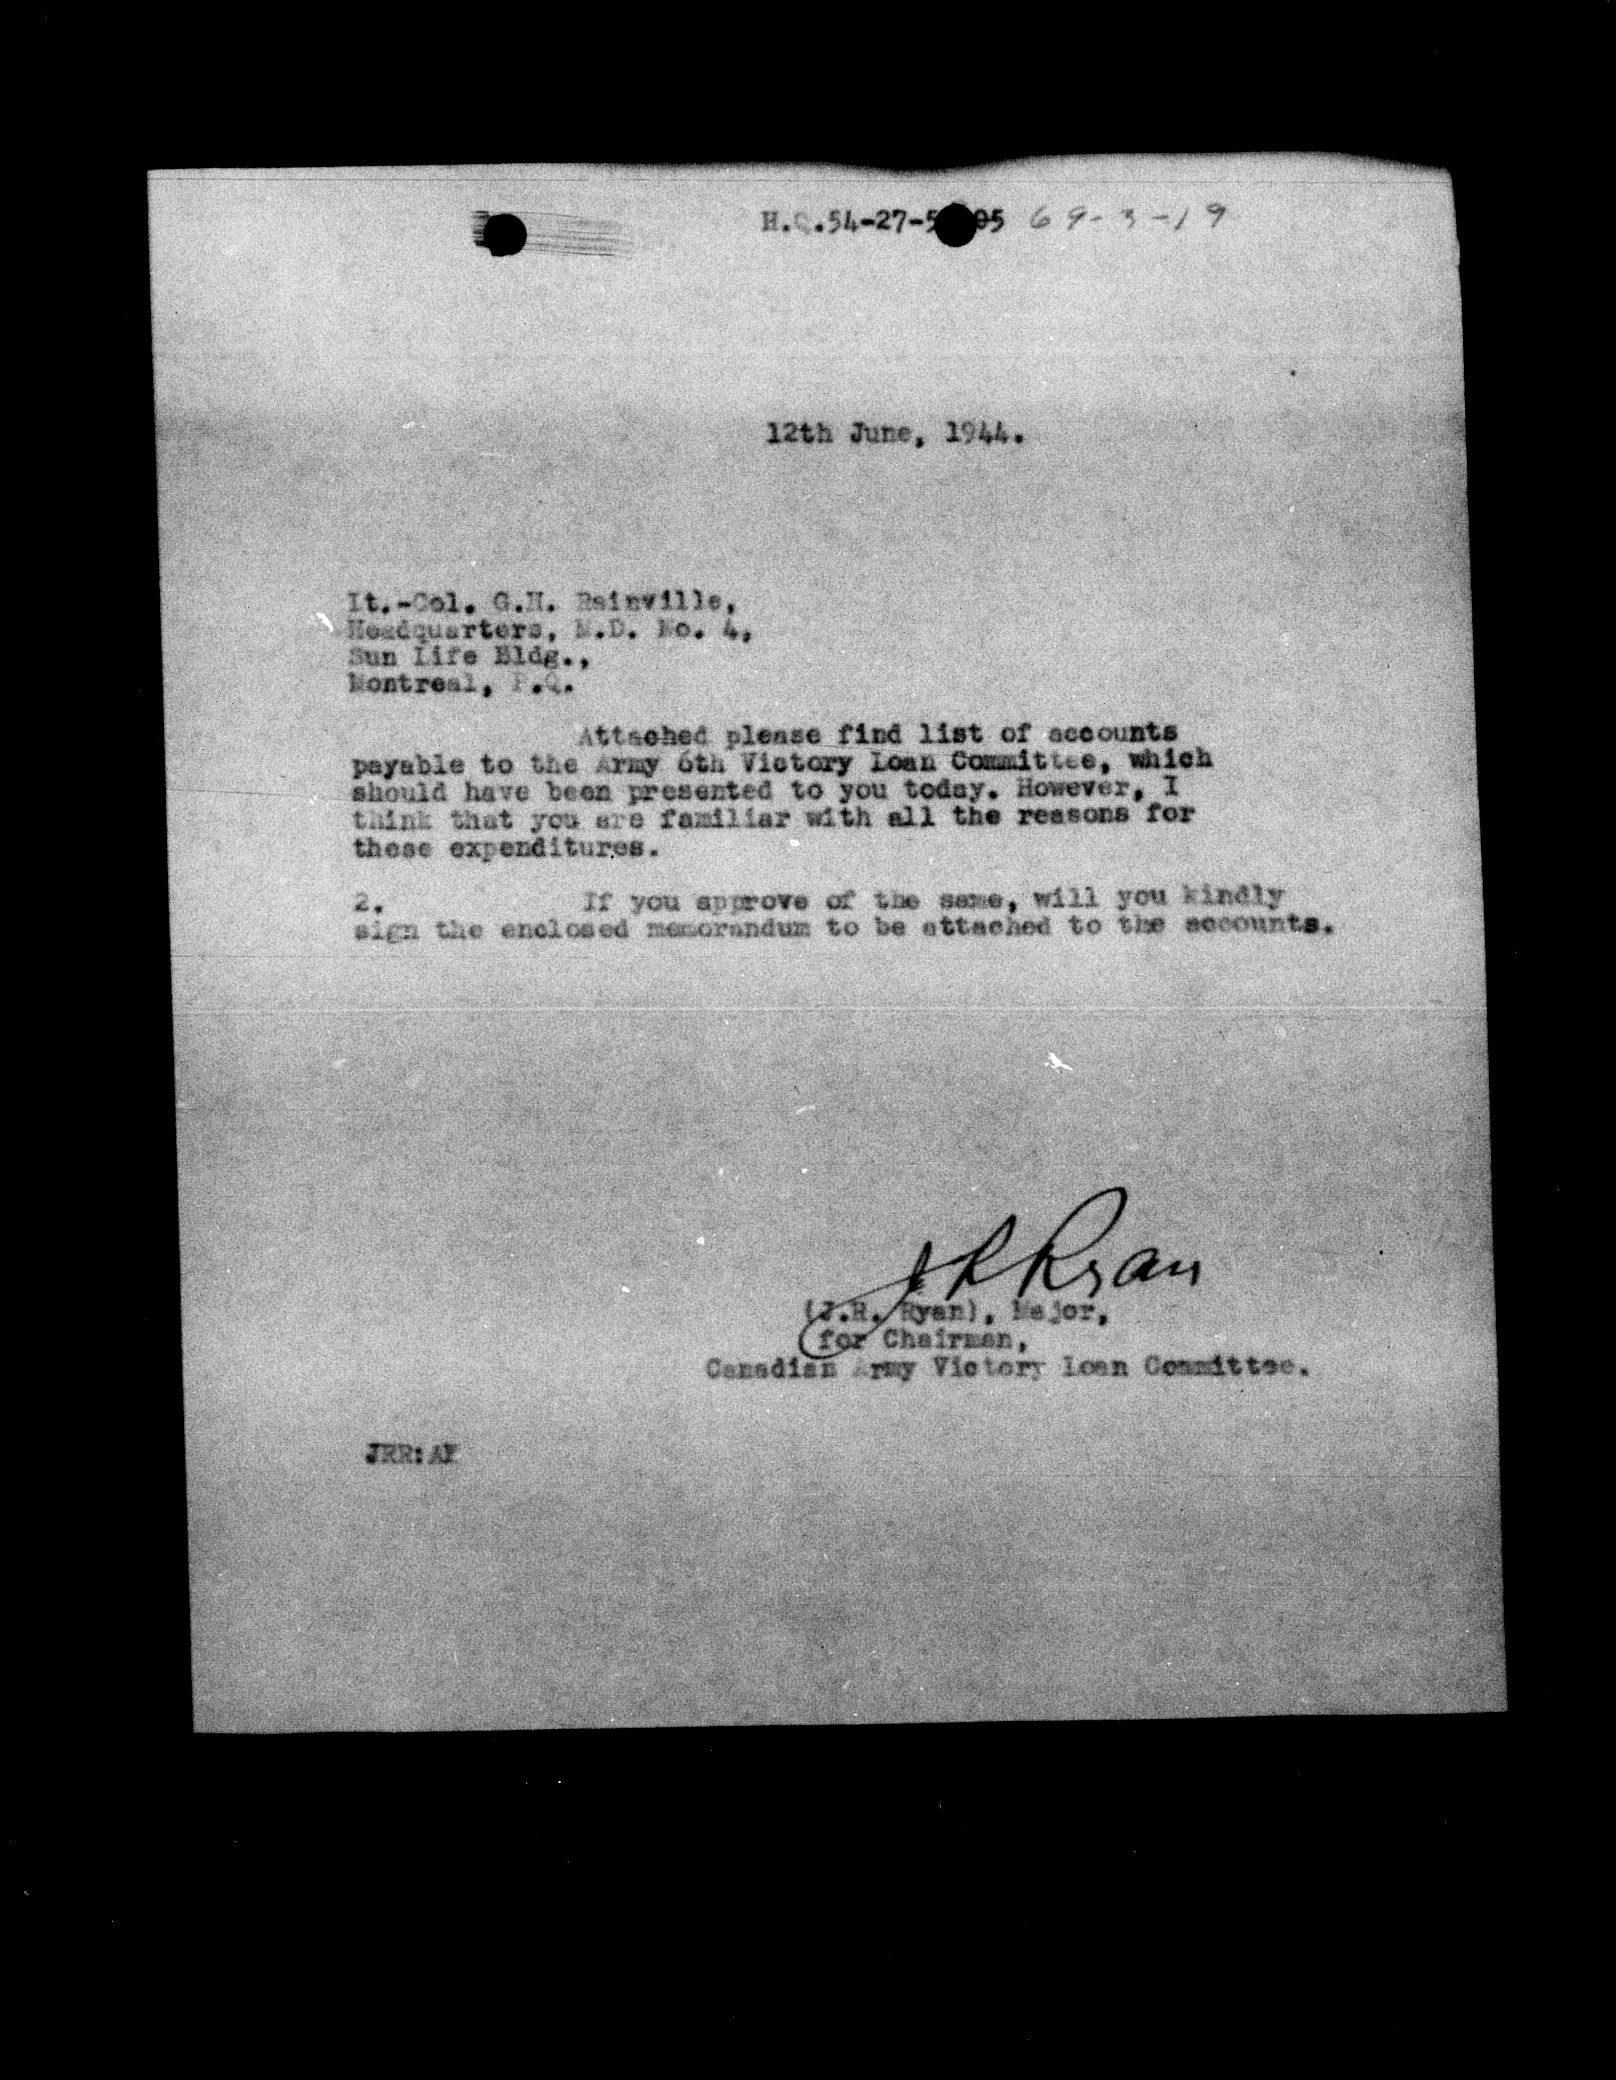 H.Q.54-27-5 05 69-3-19
12th June, 1944.
Lt.-Col. G.H. Rainville,
Headquarters, M.D. No. 4,
Sun Life Bldg.,
Montreal, P.Q.
Attached please find list of accounts
payable to the Army 6th Victory Loan Committee, which
should have been presented to you today. However, I
think that you are familiar with all the reasons for
these expenditures.
2. If you approve of the same, will you kindly
sign the enclosed memorandum to be attached to the accounts.
J R Ryan
(J.R. Ryan), Major,
for Chairman,
Canadian Army Victory Loan Committee.
JRR:AK